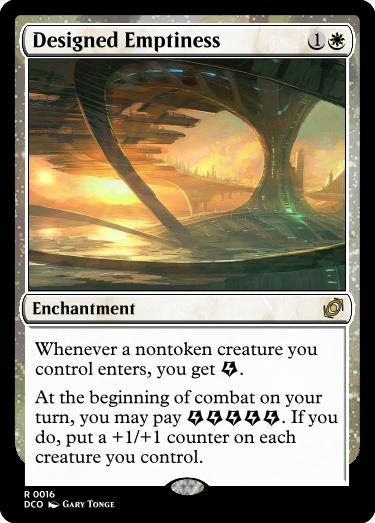 Designed Emptiness 1
Enchantment
Whenever a nontoken creature you
control enters, you get .
At the beginning of combat on your
turn, you may pay . If you
do, put a +1/+1 counter on each
creature you control.
R 0016
DCO Gary Tonge